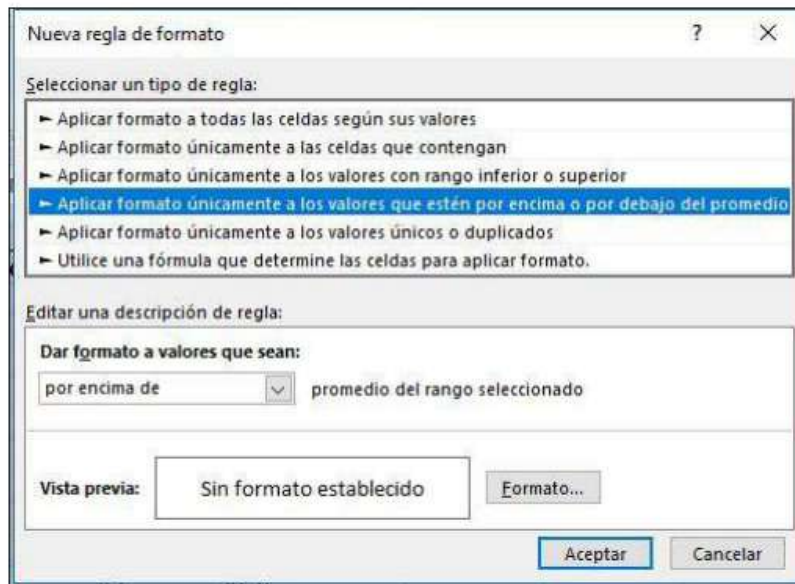 Nueva regla de formato ? ×
Seleccionar un tipo de regla:
► Aplicar formato a todas las celdas según sus valores
► Aplicar formato únicamente a las celdas que contengan
► Aplicar formato únicamente a los valores con rango inferior o superior
► Aplicar formato únicamente a los valores que estén por encima o por debajo del promedio
► Aplicar formato únicamente a los valores únicos o duplicados
► Utilice una fórmula que determine las celdas para aplicar formato.
Editar una descripción de regla:
Dar formato a valores que sean:
por encima de promedio del rango seleccionado
Vista previa: Sin formato establecido Formato...
Aceptar Cancelar